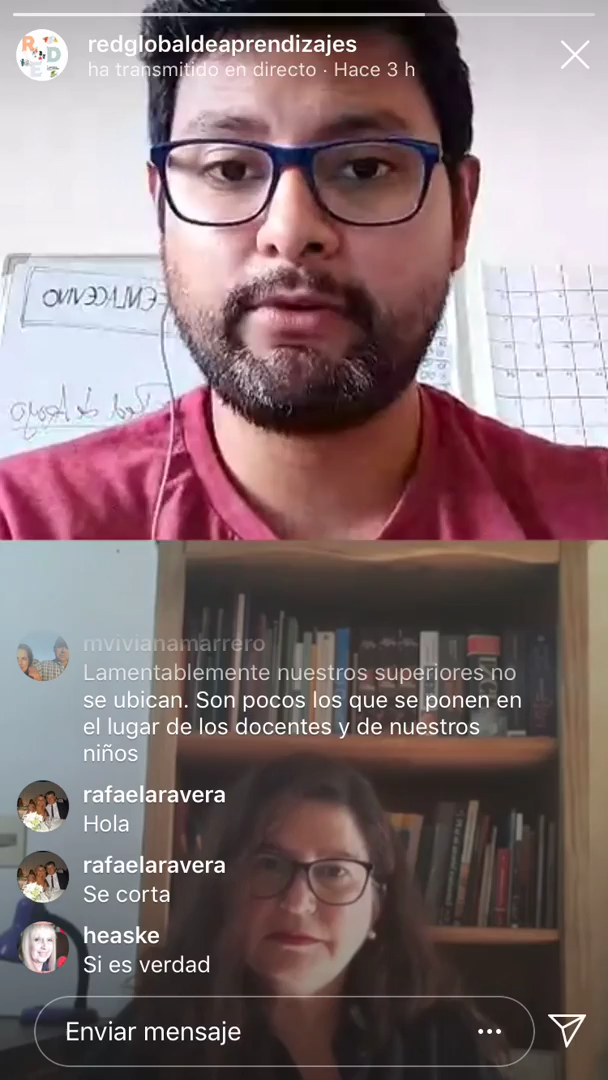 redglobaldeaprendizajes
ha transmitido en directo · Hace 3 h
mvivianamarrero
Lamentablemente nuestros superiores no
se ubican. Son pocos los que se ponen en
el lugar de los docentes y de nuestros
niños
rafaelaravera
Hola
rafaelaravera
Se corta
heaske
Si es verdad
Enviar mensaje